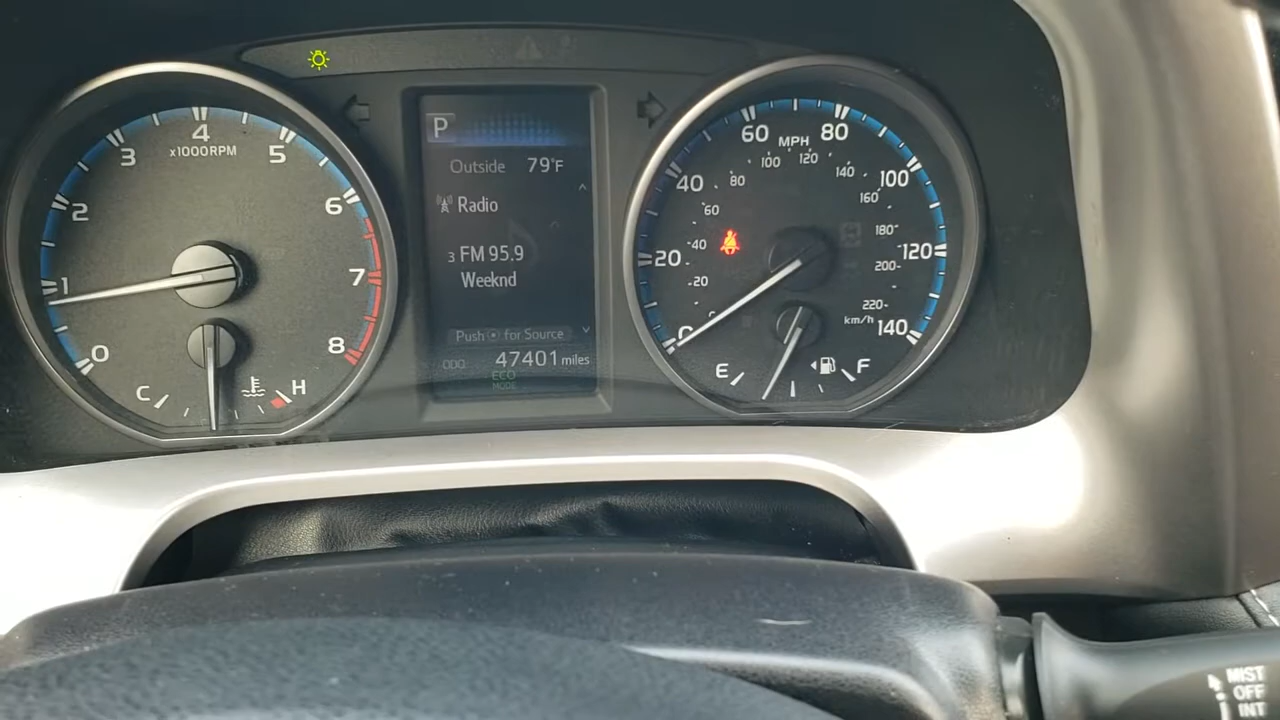 0
1
2
3
4
5
6
7
8
x1000RPM
C
H
P
Outside 79°F
Radio
3 FM 95.9
Weeknd
Push for Source
ODO 47401 miles
ECO
MODE
0
20
40
60
80
100
120
140
MPH
0
20
40
60
80
100
120
140
160
180
200
220
km/h
E
F
MIST
OFF
INT